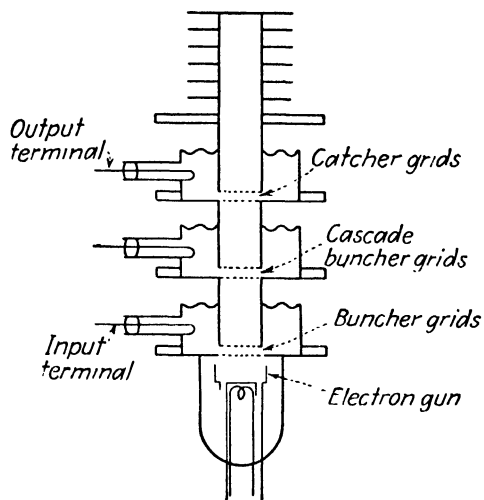 Output
terminal
Catcher grids
Cascade
buncher grids
Buncher grids
Input
terminal
Electron gun